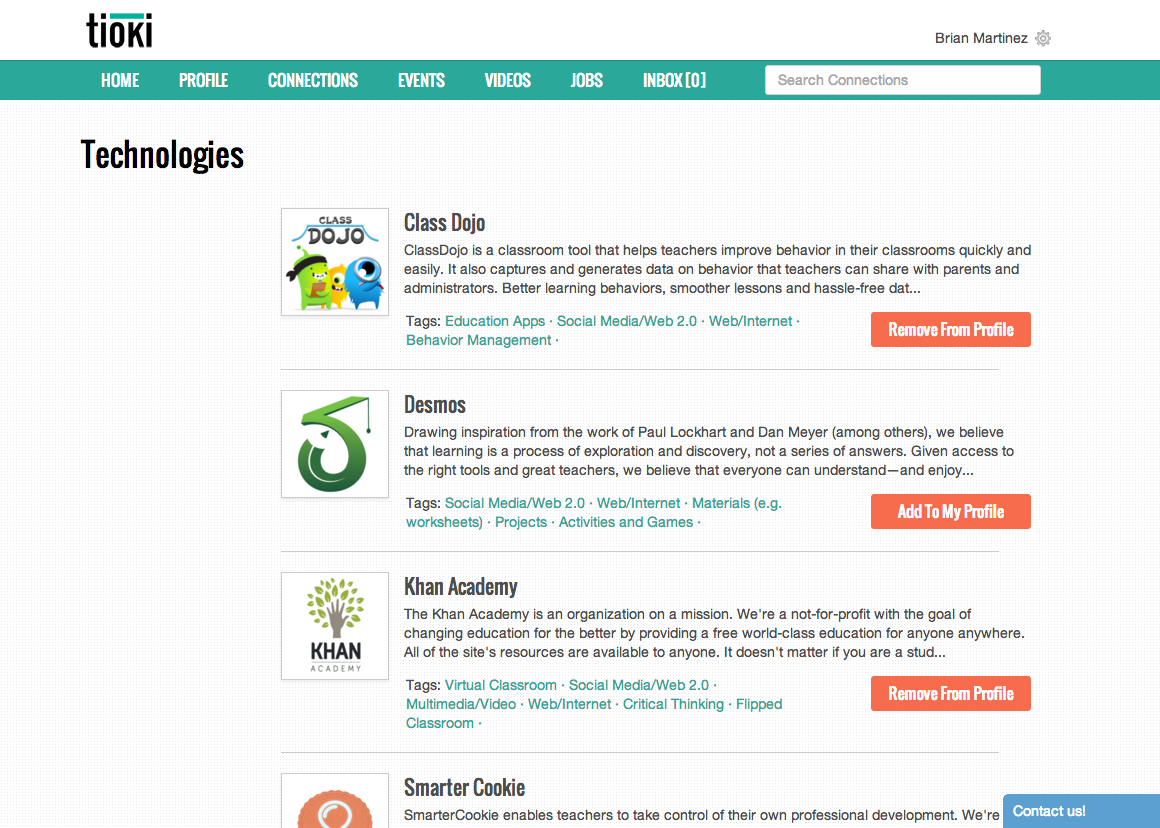 tioki
Brian Martinez
HOME PROFILE CONNECTIONS EVENTS VIDEOS JOBS INBOX [0] Search Connections
Technologies
CLASS
DOJO
Class Dojo
ClassDojo is a classroom tool that helps teachers improve behavior in their classrooms quickly and
easily. It also captures and generates data on behavior that teachers can share with parents and
administrators. Better learning behaviors, smoother lessons and hassle-free dat...
Tags: Education Apps · Social Media/Web 2.0 · Web/Internet ·
Behavior Management ·
Remove From Profile
Desmos
Drawing inspiration from the work of Paul Lockhart and Dan Meyer (among others), we believe
that learning is a process of exploration and discovery, not a series of answers. Given access to
the right tools and great teachers, we believe that everyone can understand—and enjoy...
Tags: Social Media/Web 2.0 · Web/Internet · Materials (e.g.
worksheets) · Projects · Activities and Games ·
Add To My Profile
KHAN
ACADEMY
Khan Academy
The Khan Academy is an organization on a mission. We're a not-for-profit with the goal of
changing education for the better by providing a free world-class education for anyone anywhere.
All of the site's resources are available to anyone. It doesn't matter if you are a stud...
Tags: Virtual Classroom · Social Media/Web 2.0 ·
Multimedia/Video · Web/Internet · Critical Thinking · Flipped
Classroom ·
Remove From Profile
Smarter Cookie
SmarterCookie enables teachers to take control of their own professional development. We're
Contact us!